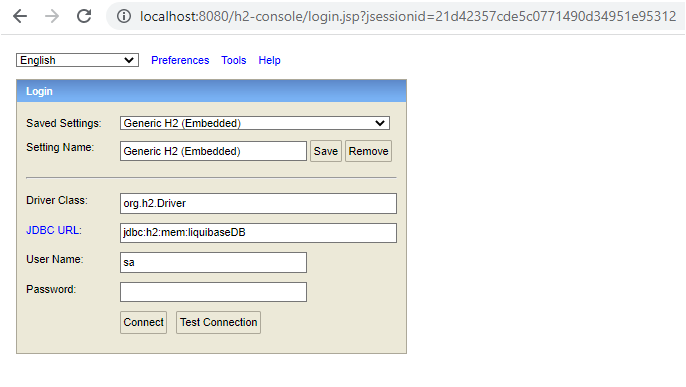 localhost:8080/h2-console/login.jsp?jsessionid=21d42357cde5c0771490d34951e95312
English Preferences Tools Help
Login
Saved Settings: Generic H2 (Embedded)
Setting Name: Generic H2 (Embedded) Save Remove
Driver Class: org.h2.Driver
JDBC URL: jdbc:h2:mem:liquibaseDB
User Name: sa
Password:
Connect Test Connection